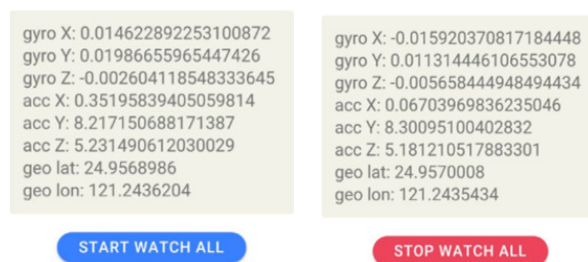 gyro X: 0.014622892253100872
gyro Y: 0.01986655965447426
gyro Z: -0.002604118548333645
acc X: 0.35195839405059814
acc Y: 8.217150688171387
acc Z: 5.231490612030029
geo lat: 24.9568986
geo lon: 121.2436204
START WATCH ALL
gyro X: -0.015920370817184448
gyro Y: 0.011314446106553078
gyro Z: -0.005658444948494434
acc X: 0.06703969836235046
acc Y: 8.30095100402832
acc Z: 5.181210517883301
geo lat: 24.9570008
geo lon: 121.2435434
STOP WATCH ALL